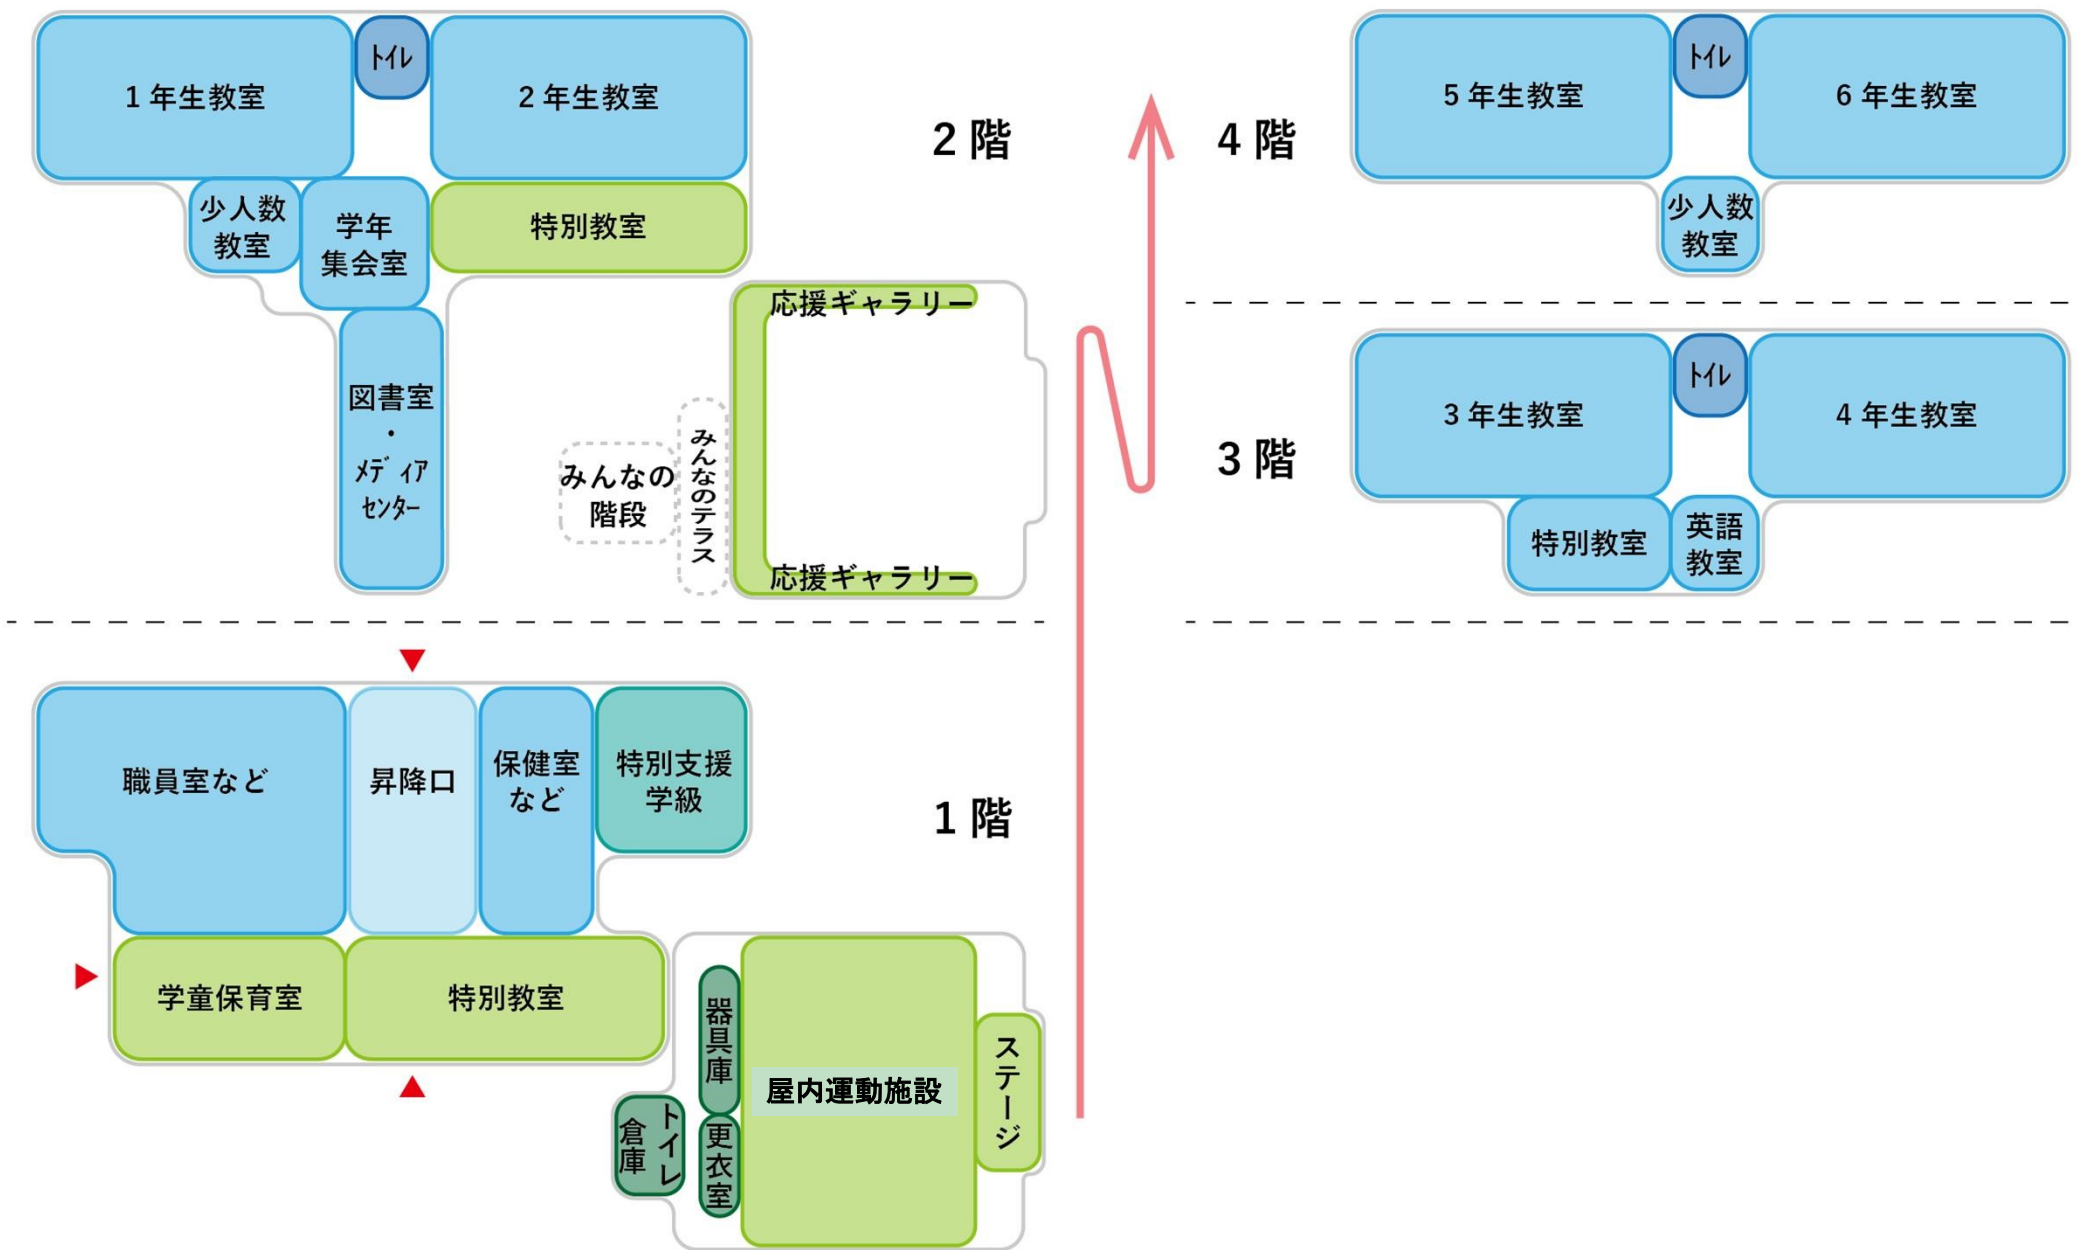 1年生教室
トイレ
2年生教室
少人数
教室
学年
集会室
特別教室
図書室
・
メディア
センター
みんなの
階段
みんなのテラス
応援ギャラリー
応援ギャラリー
2階
4階
5年生教室
トイレ
6年生教室
少人数
教室
3階
3年生教室
トイレ
4年生教室
特別教室
英語
教室
1階
職員室など
昇降口
保健室
など
特別支援
学級
学童保育室
特別教室
器具庫
トイレ
倉庫
更衣室
屋内運動施設
ステージ